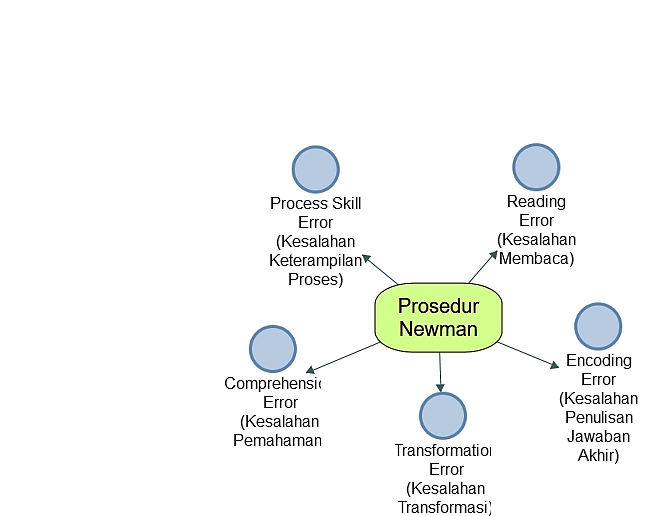 Process Skill
Error
(Kesalahan
Keterampilan
Proses)
Reading
Error
(Kesalahan
Membaca)
Prosedur
Newman
Comprehensic
Error
(Kesalahan
Pemahaman
Transformation
Error
(Kesalahan
Transformasi)
Encoding
Error
(Kesalahan
Penulisan
Jawaban
Akhir)